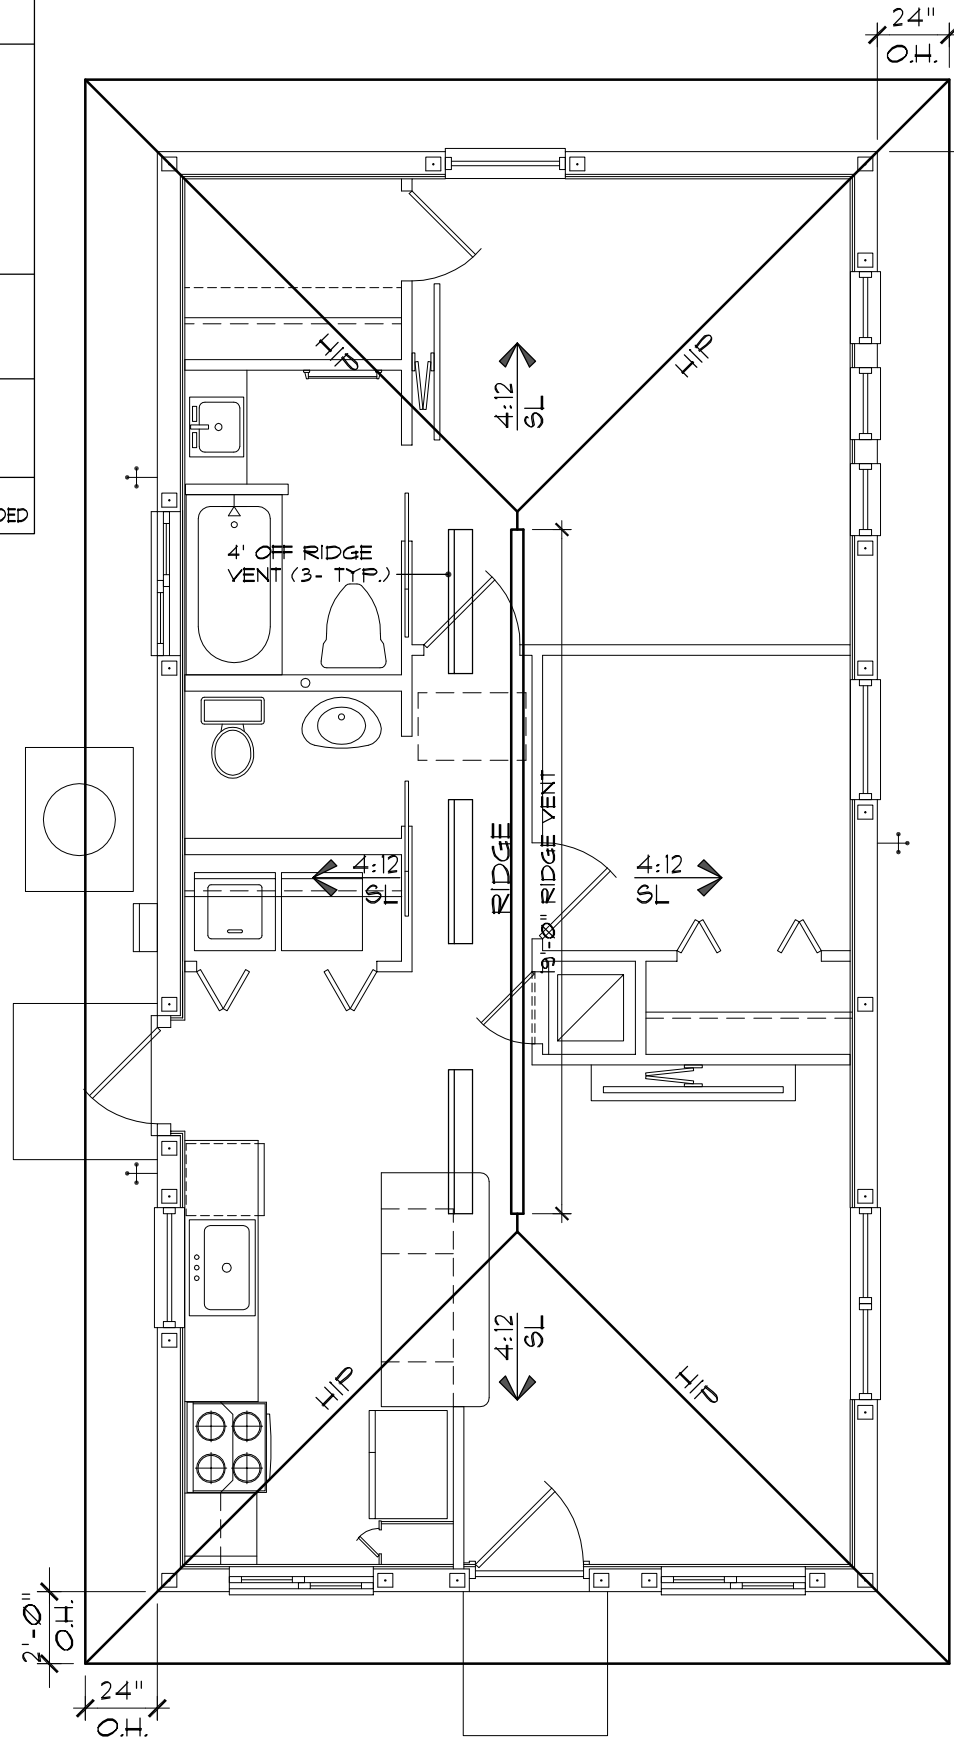 24"
O.H.
HIP
HIP
4:12
SL
DED
4' OFF RIDGE
VENT (3- TYP.)
RIDGE
19'-0" RIDGE VENT
4:12
SL
4:12
SL
4:12
SL
HIP
HIP
2'-0"
O.H.
24"
O.H.